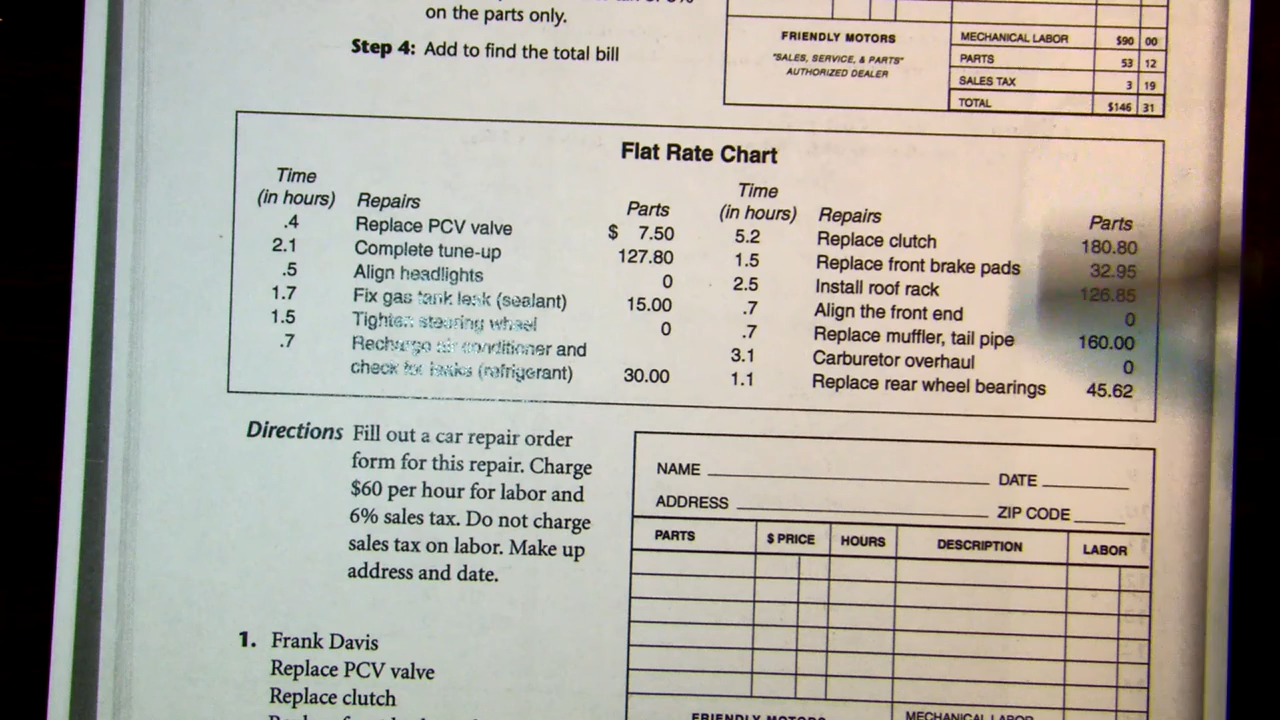 on the parts only.
Step 4: Add to find the total bill
FRIENDLY MOTORS
"SALES, SERVICE, & PARTS"
AUTHORIZED DEALER
MECHANICAL LABOR $90 00
PARTS 53 12
SALES TAX 3 19
TOTAL $146 31
Flat Rate Chart
Time (in hours) Repairs Parts
.4 Replace PCV valve $ 7.50
2.1 Complete tune-up 127.80
.5 Align headlights 0
1.7 Fix gas tank leak (sealant) 15.00
1.5 Tighten steering wheel 0
.7 Recharge air conditioner and
check for leaks (refrigerant) 30.00
Time (in hours) Repairs Parts
5.2 Replace clutch 180.80
1.5 Replace front brake pads 32.95
2.5 Install roof rack 126.85
.7 Align the front end 0
.7 Replace muffler, tail pipe 160.00
3.1 Carburetor overhaul 0
1.1 Replace rear wheel bearings 45.62
Directions Fill out a car repair order
form for this repair. Charge
$60 per hour for labor and
6% sales tax. Do not charge
sales tax on labor. Make up
address and date.
1. Frank Davis
Replace PCV valve
Replace clutch
NAME DATE
ADDRESS ZIP CODE
PARTS $ PRICE HOURS DESCRIPTION LABOR
FRIENDLY MOTORS
MECHANICAL LABOR